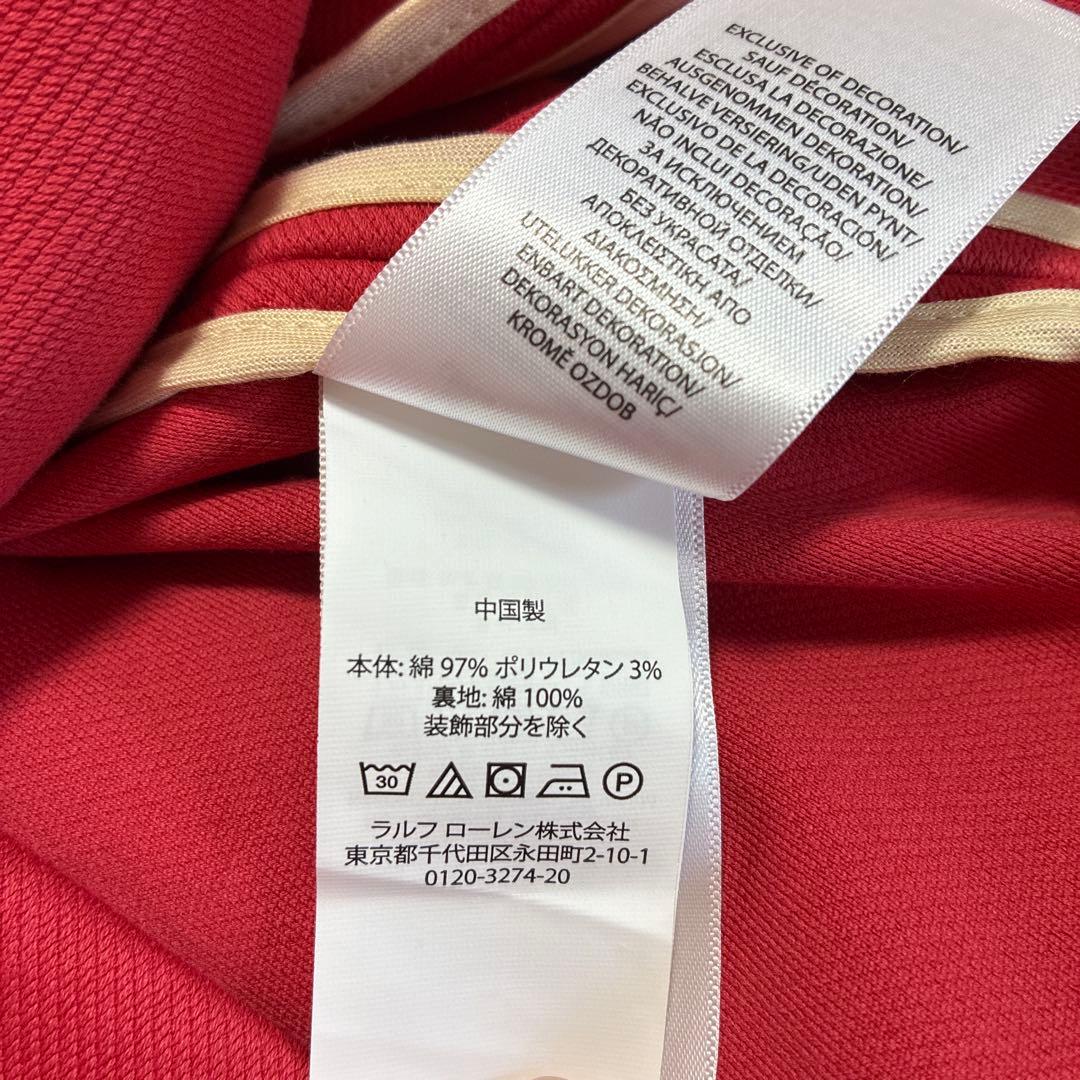 EXCLUSIVE OF DECORATION/
SAUF DÉCORATION/
ESCLUSA LA DECORAZIONE/
AUSGENOMMEN DEKORATION/
BEHALVE VERSIERING/UDEN PYNT/
EXCLUSIVO DE LA DECORACION/
NÃO INCLUI DECORAÇÃO/
ЗА ИСКЛЮЧЕНИЕМ
ДЕКОРАТИВНОЙ ОТДЕЛКИ/
БЕЗ УКРАСАТА/
ΑΠΟΚΛΕΙΣΤΙΚΗ ΑΠΟ
ΔΙΑΚΟΣΜΗΣΗ/
UTELUKKER DEKORASJON/
ENBART DEKORATION/
DEKORASYON HARIÇ/
KROMĚ OZDOB
中国製
本体: 綿 97% ポリウレタン 3%
裏地: 綿 100%
装飾部分を除く
30 P
ラルフ ローレン株式会社
東京都千代田区永田町2-10-1
0120-3274-20